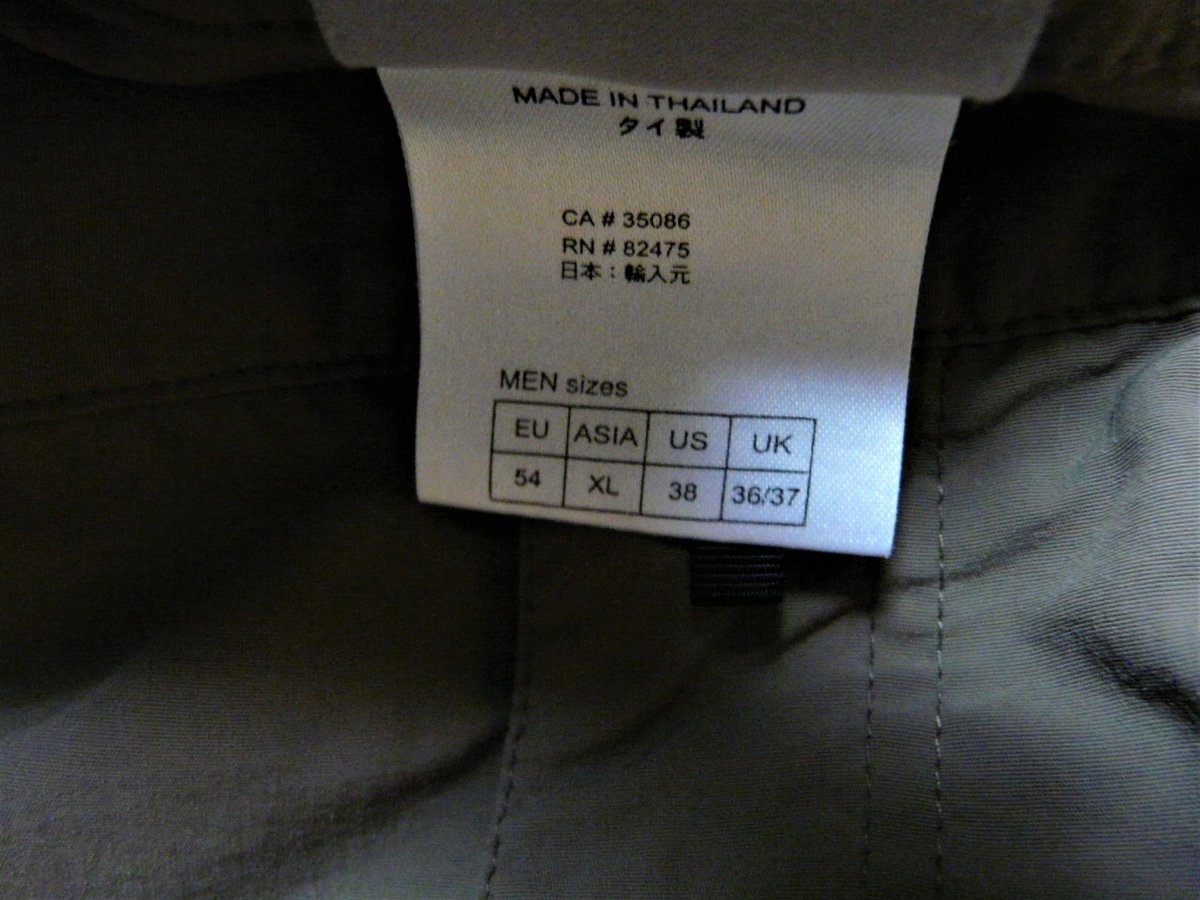 MADE IN THAILAND
タイ製
CA # 35086
RN # 82475
日本：輸入元
MEN sizes
EU ASIA US UK
54 XL 38 36/37